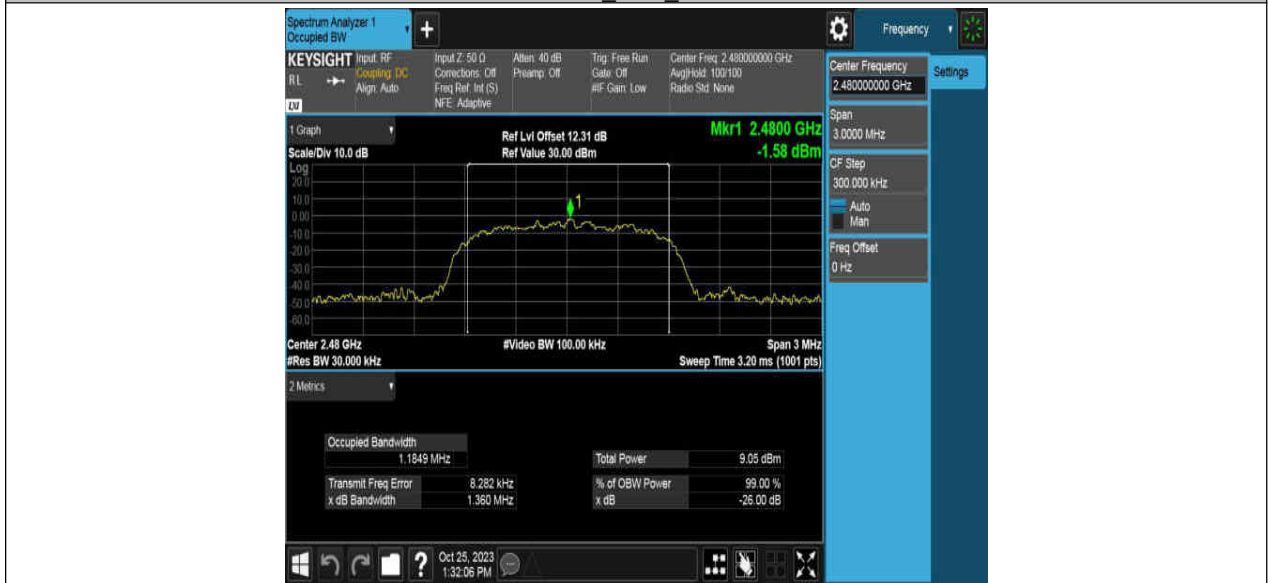 Spectrum Analyzer 1
Occupied BW
+
Frequency
KEYSIGHT
RL
LXI
Input: RF
Coupling: DC
Align: Auto
Input Z: 50 Ω
Corrections: Off
Freq Ref: Int (S)
NFE: Adaptive
Atten: 40 dB
Preamp: Off
Trig: Free Run
Gate: Off
#IF Gain: Low
Center Freq: 2.480000000 GHz
Avg|Hold: 100/100
Radio Std: None
Center Frequency
2.480000000 GHz
Settings
Span
3.0000 MHz
CF Step
300.000 kHz
Auto
Man
Freq Offset
0 Hz
1 Graph
Scale/Div 10.0 dB
Ref Lvl Offset 12.31 dB
Ref Value 30.00 dBm
Mkr1 2.4800 GHz
-1.58 dBm
Log
20.0
10.0
0.00
-10.0
-20.0
-30.0
-40.0
-50.0
-60.0
1
Center 2.48 GHz
#Res BW 30.000 kHz
#Video BW 100.00 kHz
Span 3 MHz
Sweep Time 3.20 ms (1001 pts)
2 Metrics
Occupied Bandwidth
1.1849 MHz
Transmit Freq Error 8.282 kHz
x dB Bandwidth 1.360 MHz
Total Power 9.05 dBm
% of OBW Power 99.00 %
x dB -26.00 dB
?
Oct 25, 2023
1:32:06 PM